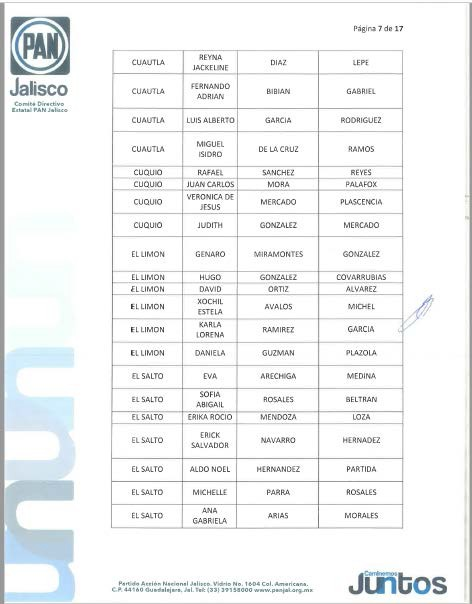 Página 7 de 17
PAN
Jalisco
Comité Directivo
Estatal PAN Jalisco
CUAUTLA REYNA JACKELINE DIAZ LEPE
CUAUTLA FERNANDO ADRIAN BIBIAN GABRIEL
CUAUTLA LUIS ALBERTO GARCIA RODRIGUEZ
CUAUTLA MIGUEL ISIDRO DE LA CRUZ RAMOS
CUQUIO RAFAEL SANCHEZ REYES
CUQUIO JUAN CARLOS MORA PALAFOX
CUQUIO VERONICA DE JESUS MERCADO PLASCENCIA
CUQUIO JUDITH GONZALEZ MERCADO
EL LIMON GENARO MIRAMONTES GONZALEZ
EL LIMON HUGO GONZALEZ COVARRUBIAS
EL LIMON DAVID ORTIZ ALVAREZ
EL LIMON XOCHIL ESTELA AVALOS MICHEL
EL LIMON KARLA LORENA RAMIREZ GARCIA
EL LIMON DANIELA GUZMAN PLAZOLA
EL SALTO EVA ARECHIGA MEDINA
EL SALTO SOFIA ABIGAIL ROSALES BELTRAN
EL SALTO ERIKA ROCIO MENDOZA LOZA
EL SALTO ERICK SALVADOR NAVARRO HERNADEZ
EL SALTO ALDO NOEL HERNANDEZ PARTIDA
EL SALTO MICHELLE PARRA ROSALES
EL SALTO ANA GABRIELA ARIAS MORALES
Partido Acción Nacional Jalisco. Vidrio No. 1604 Col. Americana.
C.P. 44160 Guadalajara, Jal. Tel: (33) 39158000 www.panjal.org.mx
Caminemos
Juntos